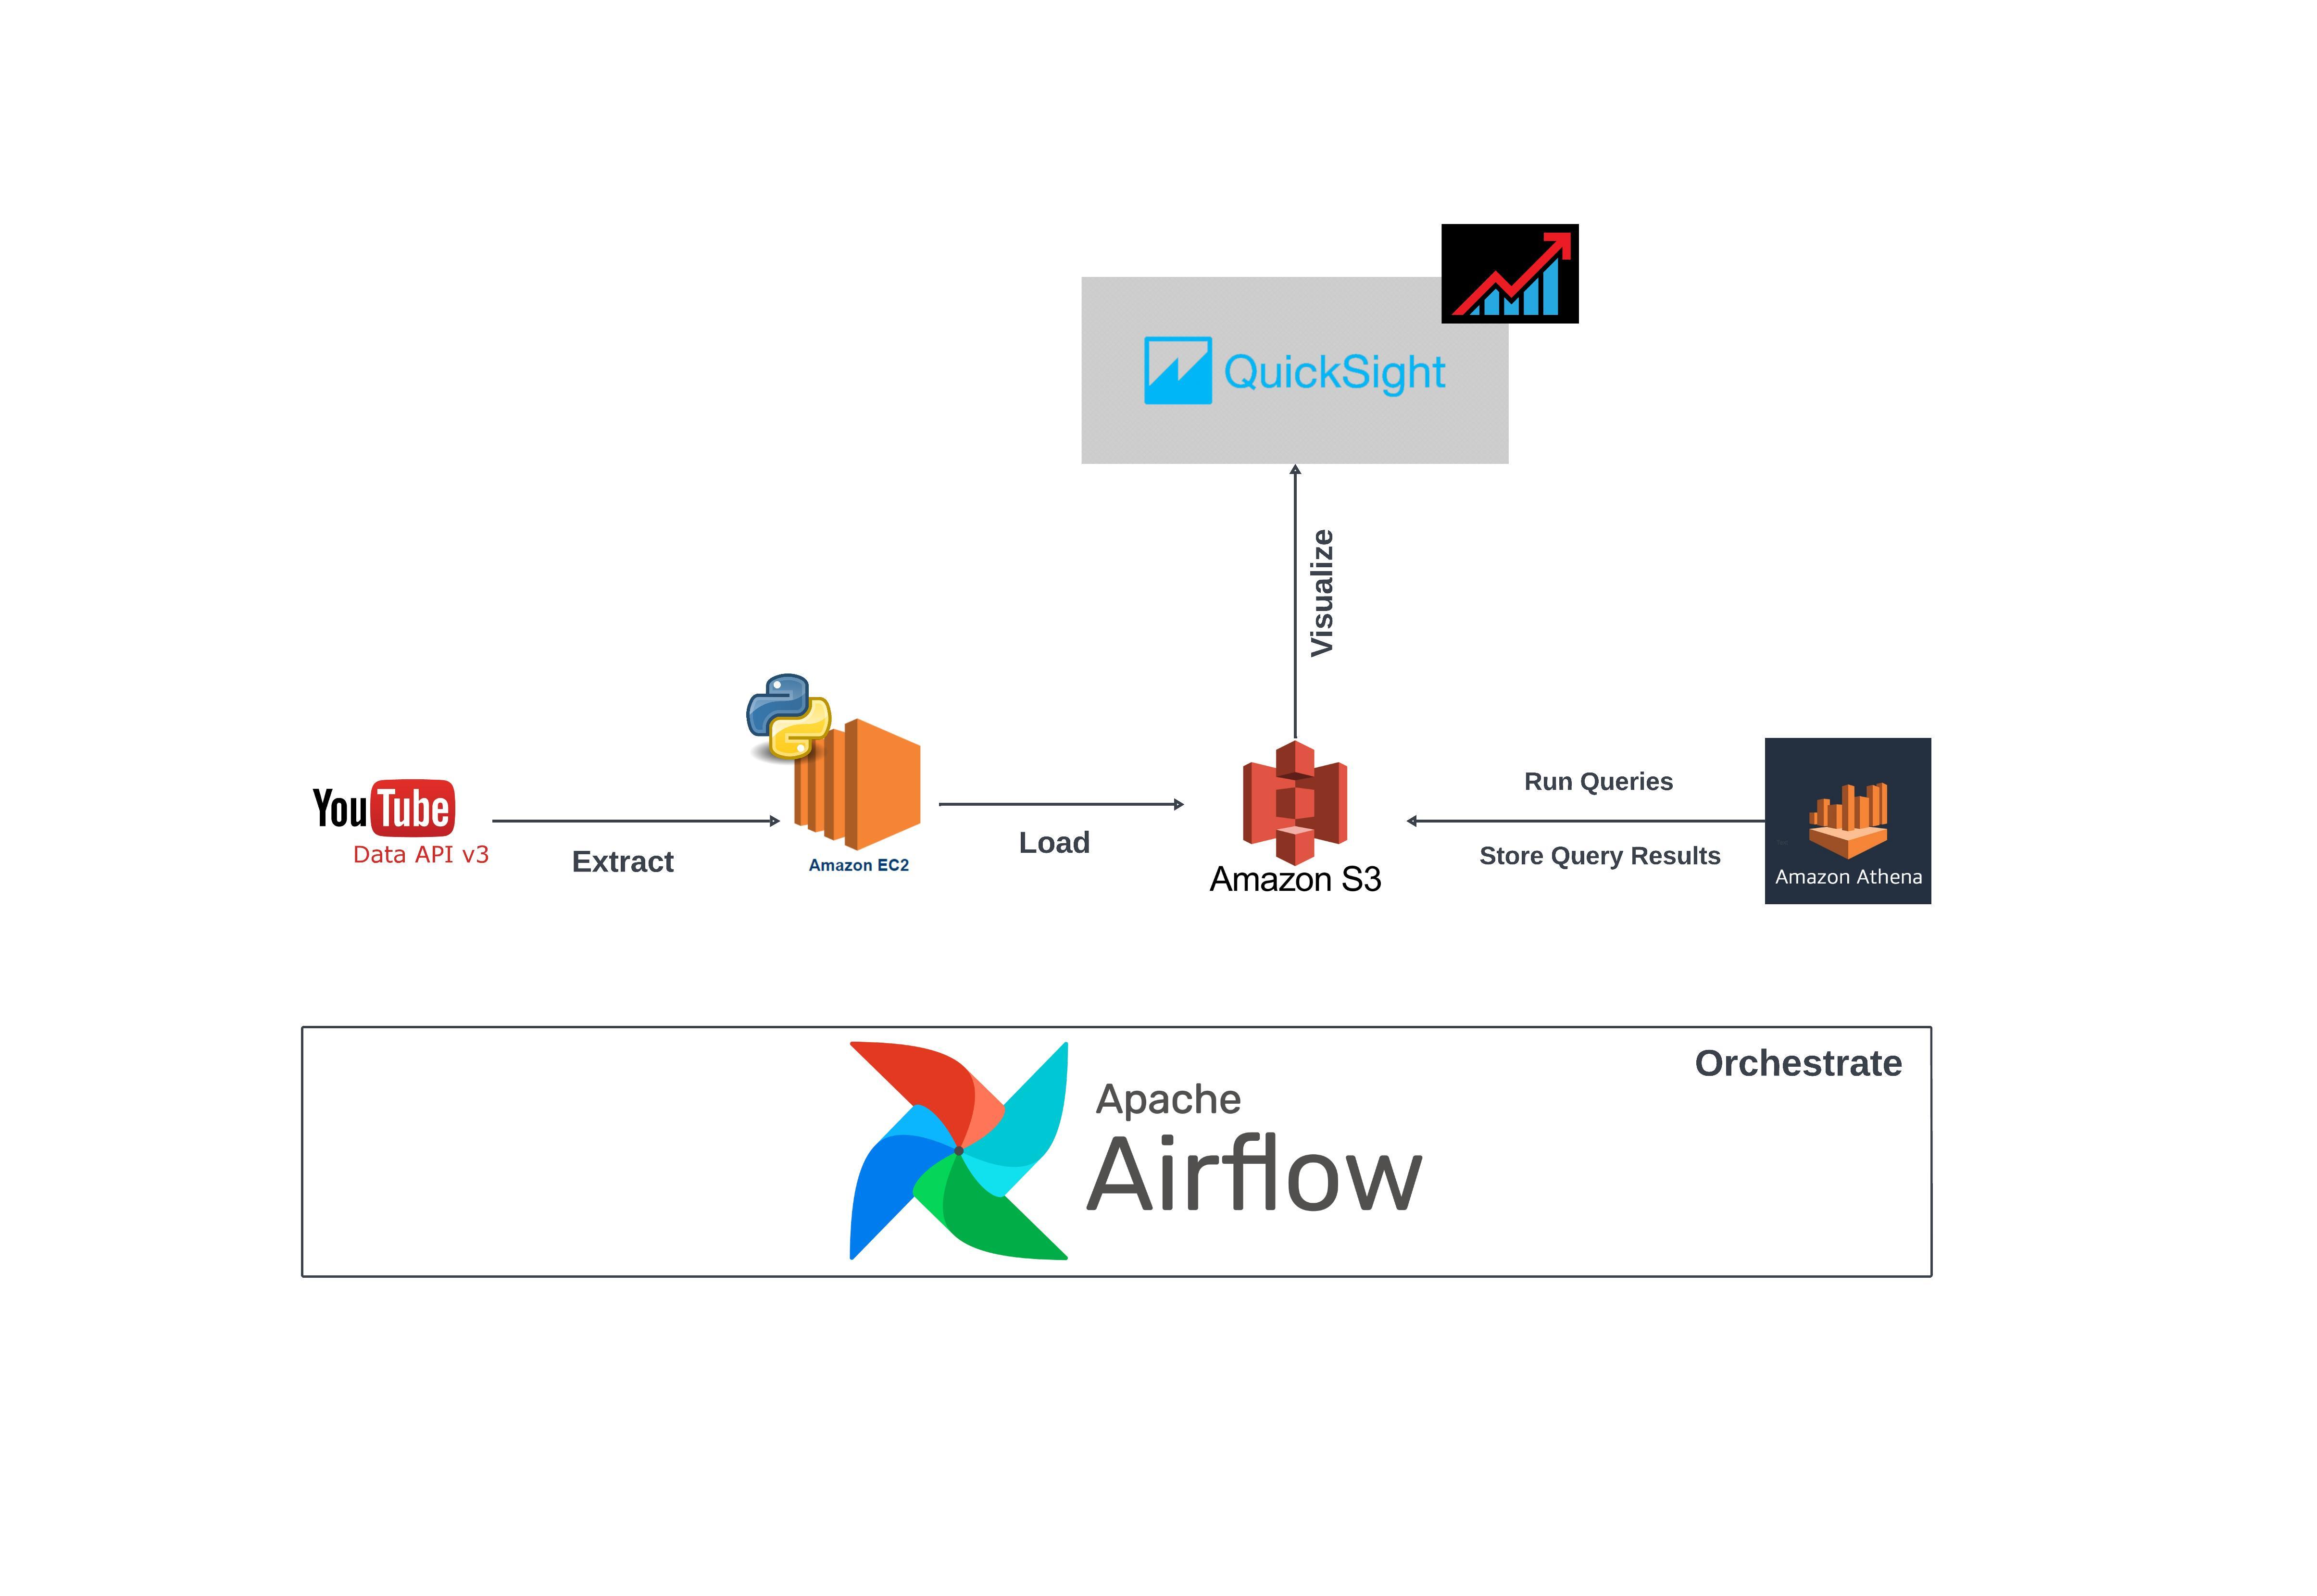 QuickSight
Visualize
YouTube
Data API v3
Extract
Amazon EC2
Load
Amazon S3
Run Queries
Store Query Results
Amazon Athena
Orchestrate
Apache
Airflow